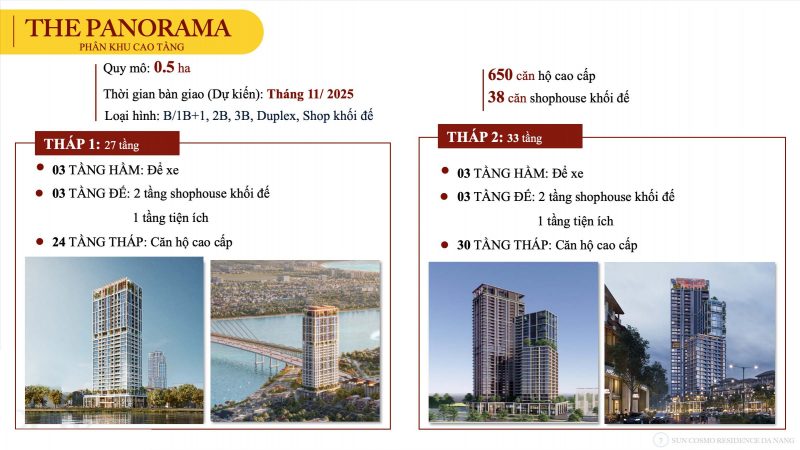 THE PANORAMA
PHÂN KHU CAO TẦNG
Quy mô: 0.5 ha
Thời gian bàn giao (Dự kiến): Tháng 11/ 2025
Loại hình: B/1B+1, 2B, 3B, Duplex, Shop khối đế
650 căn hộ cao cấp
38 căn shophouse khối đế
THÁP 1: 27 tầng
03 TẦNG HẦM: Để xe
03 TẦNG ĐẾ: 2 tầng shophouse khối đế
1 tầng tiện ích
24 TẦNG THÁP: Căn hộ cao cấp
THÁP 2: 33 tầng
03 TẦNG HẦM: Để xe
03 TẦNG ĐẾ: 2 tầng shophouse khối đế
1 tầng tiện ích
30 TẦNG THÁP: Căn hộ cao cấp
7 SUN COSMO RESIDENCE DA NANG